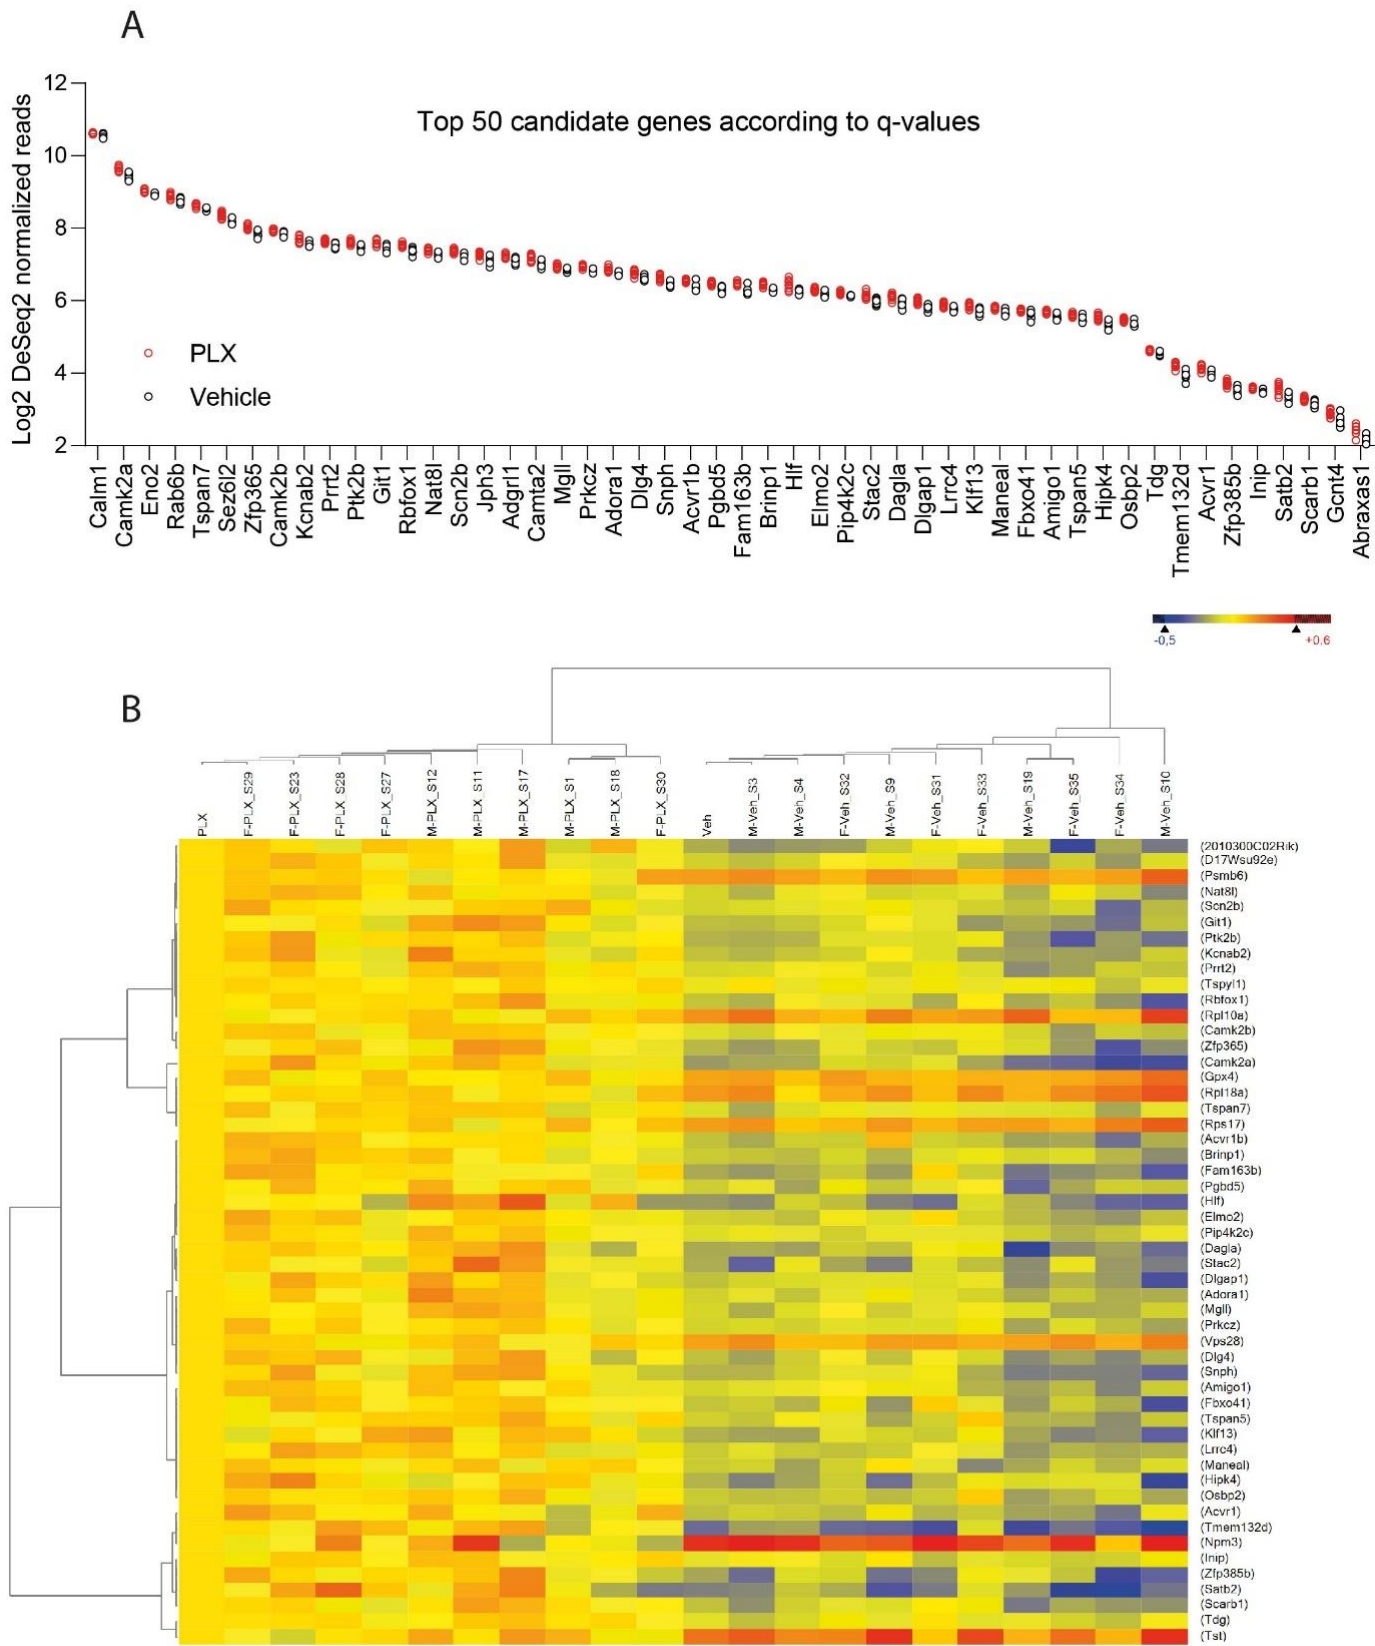 A
Top 50 candidate genes according to q-values
Log2 DeSeq2 normalized reads
12
10
8
6
4
2
PLX
Vehicle
Calm1
Camk2a
Eno2
Rab6b
Tspan7
Sez6l2
Zfp365
Camk2b
Kcnab2
Prrt2
Ptk2b
Git1
Rbfox1
Nat8l
Scn2b
Jph3
Adgrl1
Camta2
Mgll
Prkcz
Adora1
Dlg4
Snph
Acvr1b
Pgbd5
Fam163b
Brinp1
Hlf
Elmo2
Pip4k2c
Stac2
Dagla
Dlgap1
Lrrc4
Klf13
Maneal
Fbxo41
Amigo1
Tspan5
Hipk4
Osbp2
Tdg
Tmem132d
Acvr1
Zfp385b
Inip
Satb2
Scarb1
Gcnt4
Abraxas1
-0,5
+0.6
B
PLX
F-PLX_S29
F-PLX_S23
F-PLX_S28
F-PLX_S27
M-PLX_S12
M-PLX_S11
M-PLX_S17
M-PLX_S1
M-PLX_S18
F-PLX_S30
Veh
M-Veh_S3
M-Veh_S4
F-Veh_S32
M-Veh_S9
F-Veh_S31
F-Veh_S33
M-Veh_S19
F-Veh_S35
F-Veh_S34
M-Veh_S10
(2010300C02Rik)
(D17Wsu92e)
(Psmb6)
(Nat8l)
(Scn2b)
(Git1)
(Ptk2b)
(Kcnab2)
(Prrt2)
(Tspyl1)
(Rbfox1)
(Rpl10a)
(Camk2b)
(Zfp365)
(Camk2a)
(Gpx4)
(Rpl18a)
(Tspan7)
(Rps17)
(Acvr1b)
(Brinp1)
(Fam163b)
(Pgbd5)
(Hlf)
(Elmo2)
(Pip4k2c)
(Dagla)
(Stac2)
(Dlgap1)
(Adora1)
(Mgll)
(Prkcz)
(Vps28)
(Dlg4)
(Snph)
(Amigo1)
(Fbxo41)
(Tspan5)
(Klf13)
(Lrrc4)
(Maneal)
(Hipk4)
(Osbp2)
(Acvr1)
(Tmem132d)
(Npm3)
(Inip)
(Zfp385b)
(Satb2)
(Scarb1)
(Tdg)
(Tst)